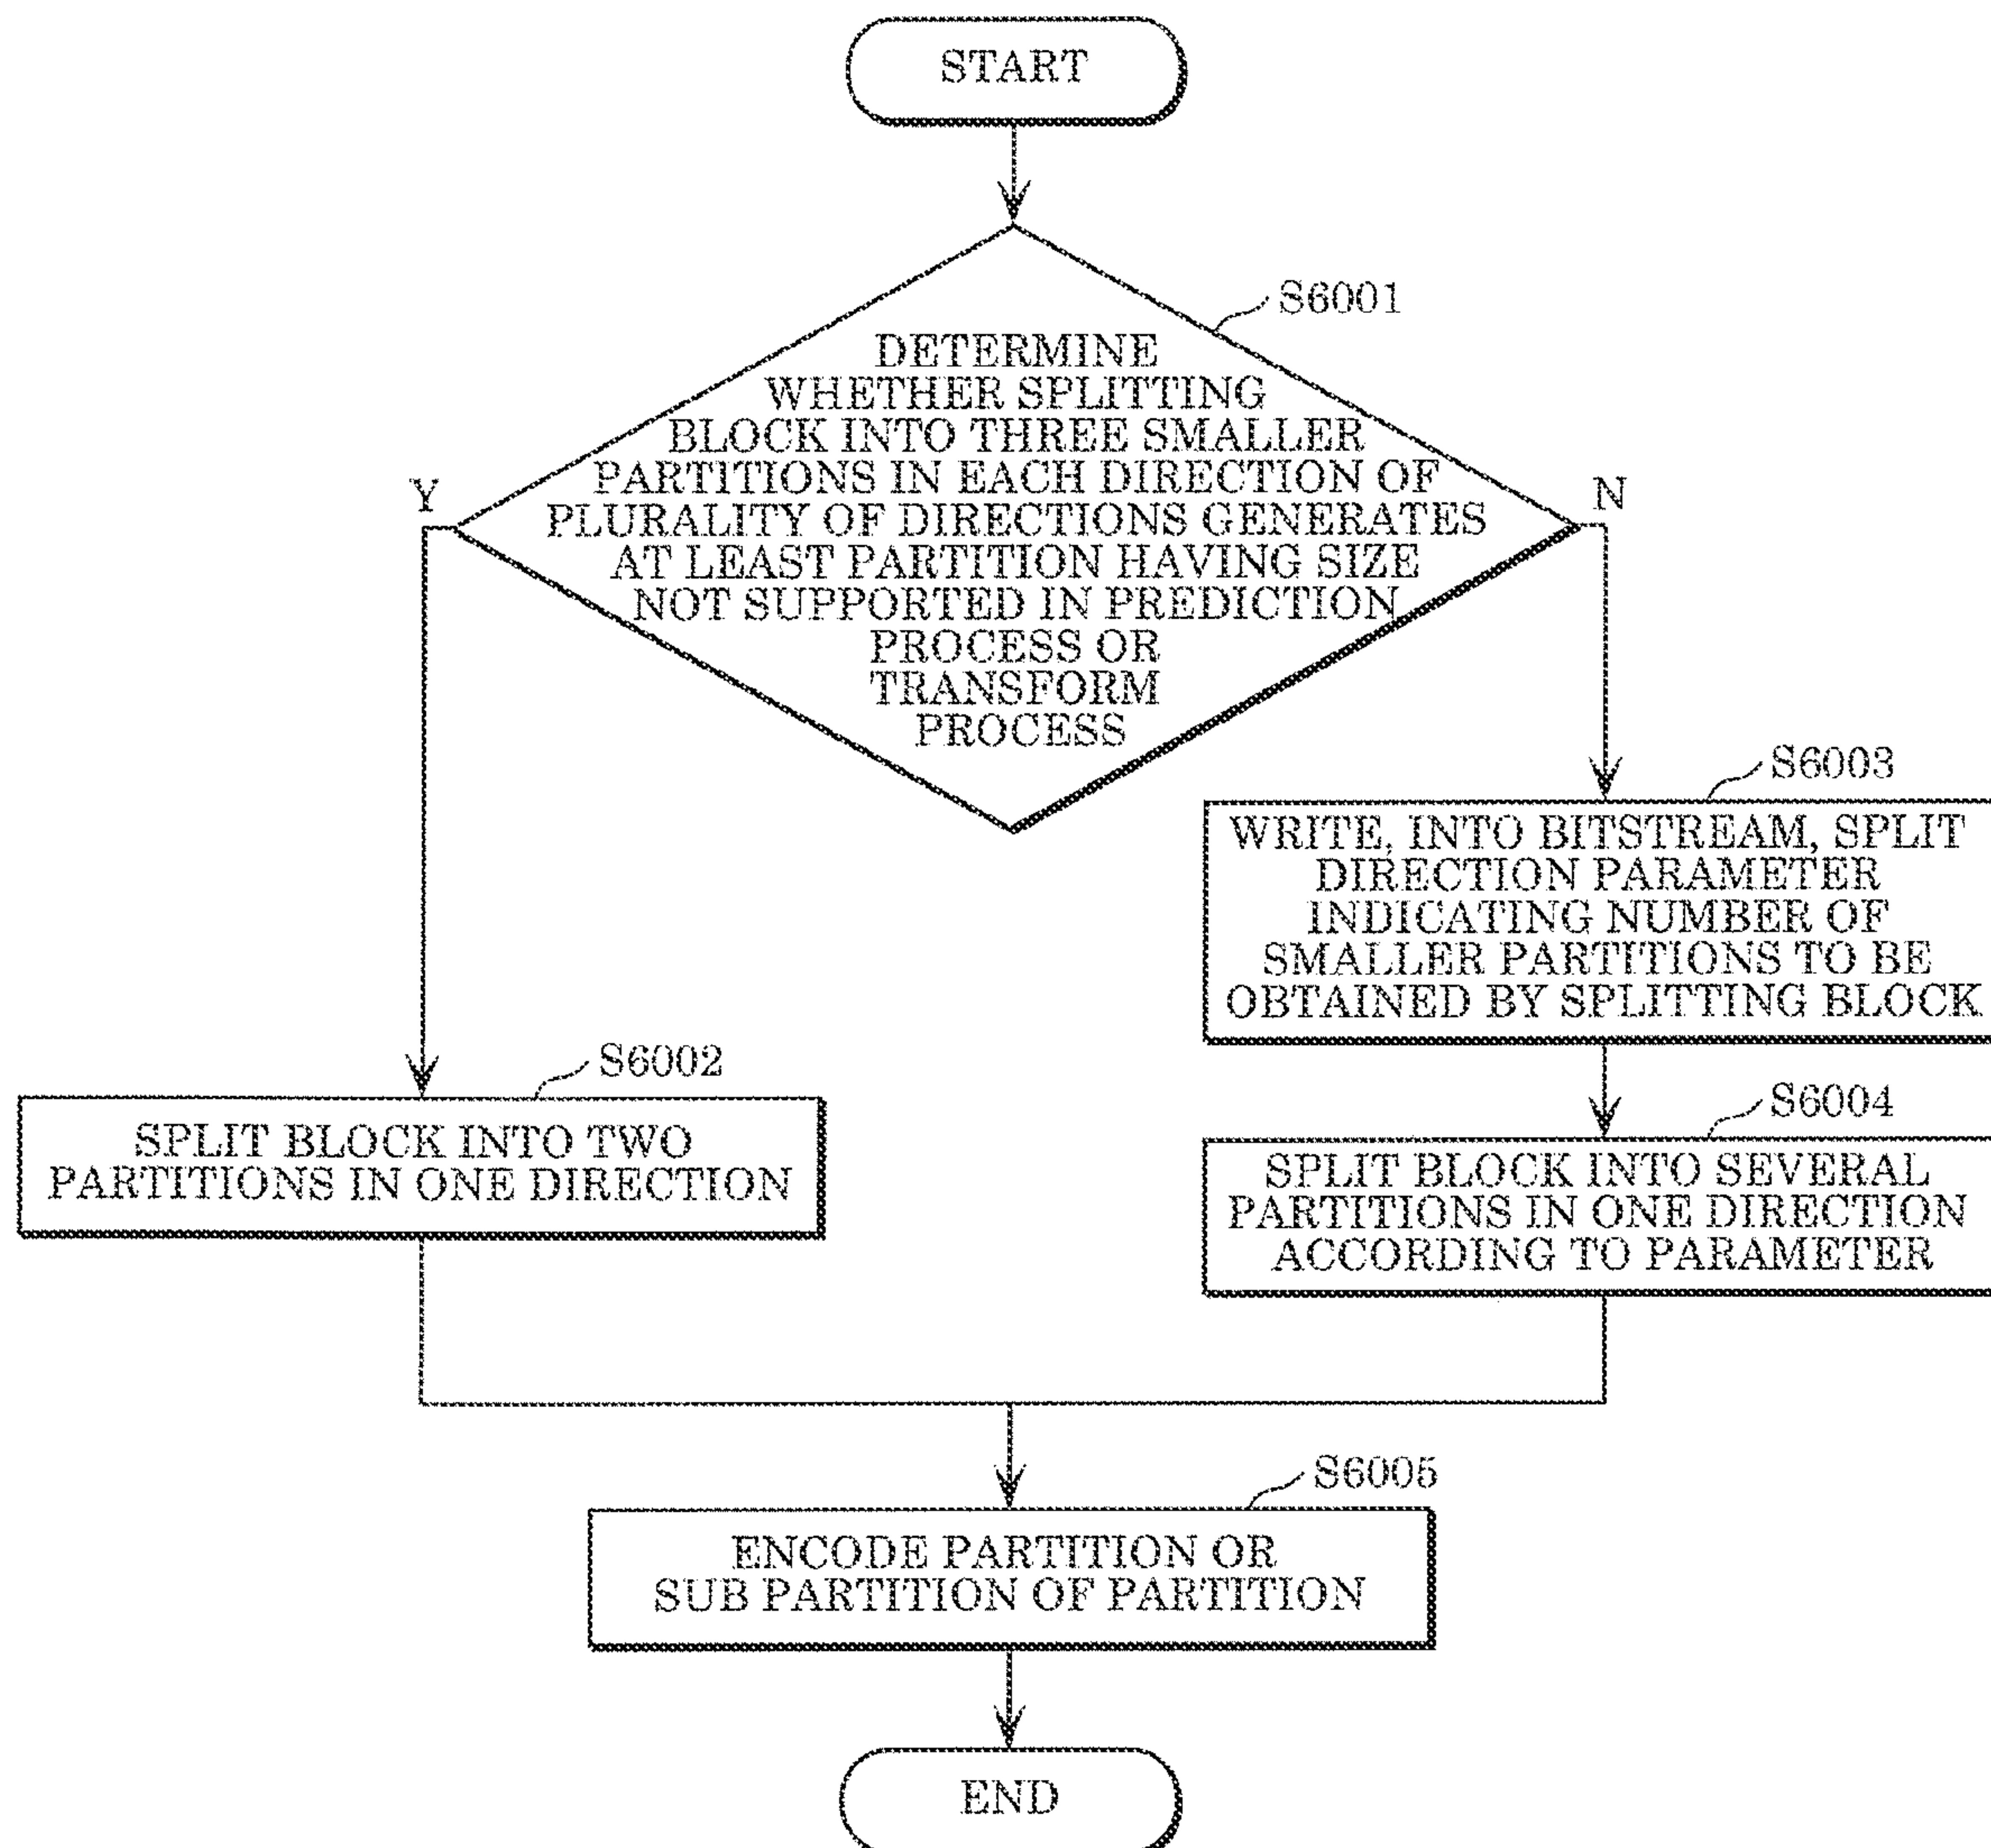 START
S6001
DETERMINE
WHETHER SPLITTING
BLOCK INTO THREE SMALLER
PARTITIONS IN EACH DIRECTION OF
PLURALITY OF DIRECTIONS GENERATES
AT LEAST PARTITION HAVING SIZE
NOT SUPPORTED IN PREDICTION
PROCESS OR
TRANSFORM
PROCESS
Y
N
S6003
WRITE, INTO BITSTREAM, SPLIT
DIRECTION PARAMETER
INDICATING NUMBER OF
SMALLER PARTITIONS TO BE
OBTAINED BY SPLITTING BLOCK
S6002
SPLIT BLOCK INTO TWO
PARTITIONS IN ONE DIRECTION
S6004
SPLIT BLOCK INTO SEVERAL
PARTITIONS IN ONE DIRECTION
ACCORDING TO PARAMETER
S6005
ENCODE PARTITION OR
SUB PARTITION OF PARTITION
END